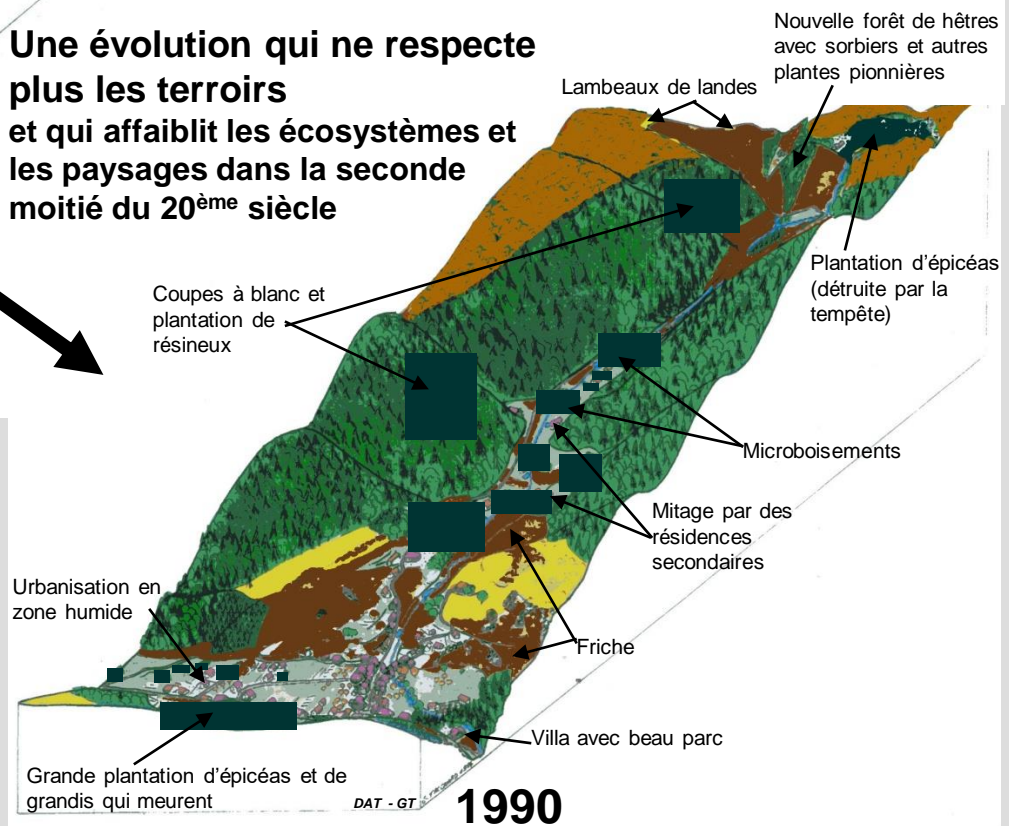 Une évolution qui ne respecte
plus les terroirs
et qui affaiblit les écosystèmes et
les paysages dans la seconde
moitié du 20ème siècle
Nouvelle forêt de hêtres
avec sorbiers et autres
plantes pionnières
Lambeaux de landes
Plantation d’épicéas
(détruite par la
tempête)
Coupes à blanc et
plantation de
résineux
Microboisements
Mitage par des
résidences
secondaires
Urbanisation en
zone humide
Friche
Villa avec beau parc
Grande plantation d’épicéas et de
grandis qui meurent
DAT - GT
1990